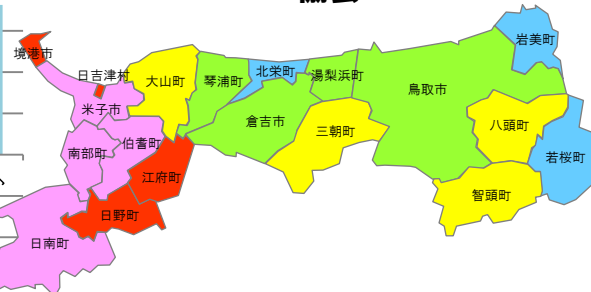 境港市
岩美町
日吉津村
大山町
琴浦町
北栄町
湯梨浜町
鳥取市
米子市
倉吉市
三朝町
八頭町
南部町
伯耆町
若桜町
江府町
智頭町
日野町
日南町